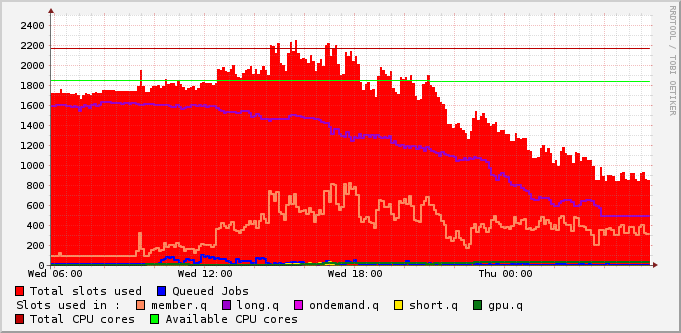 2400
2200
2000
1800
1600
1400
1200
1000
800
600
400
200
0
Wed 06:00 Wed 12:00 Wed 18:00 Thu 00:00
RRDTOOL / TOBI OETIKER
Total slots used Queued Jobs
Slots used in : member.q long.q ondemand.q short.q gpu.q
Total CPU cores Available CPU cores